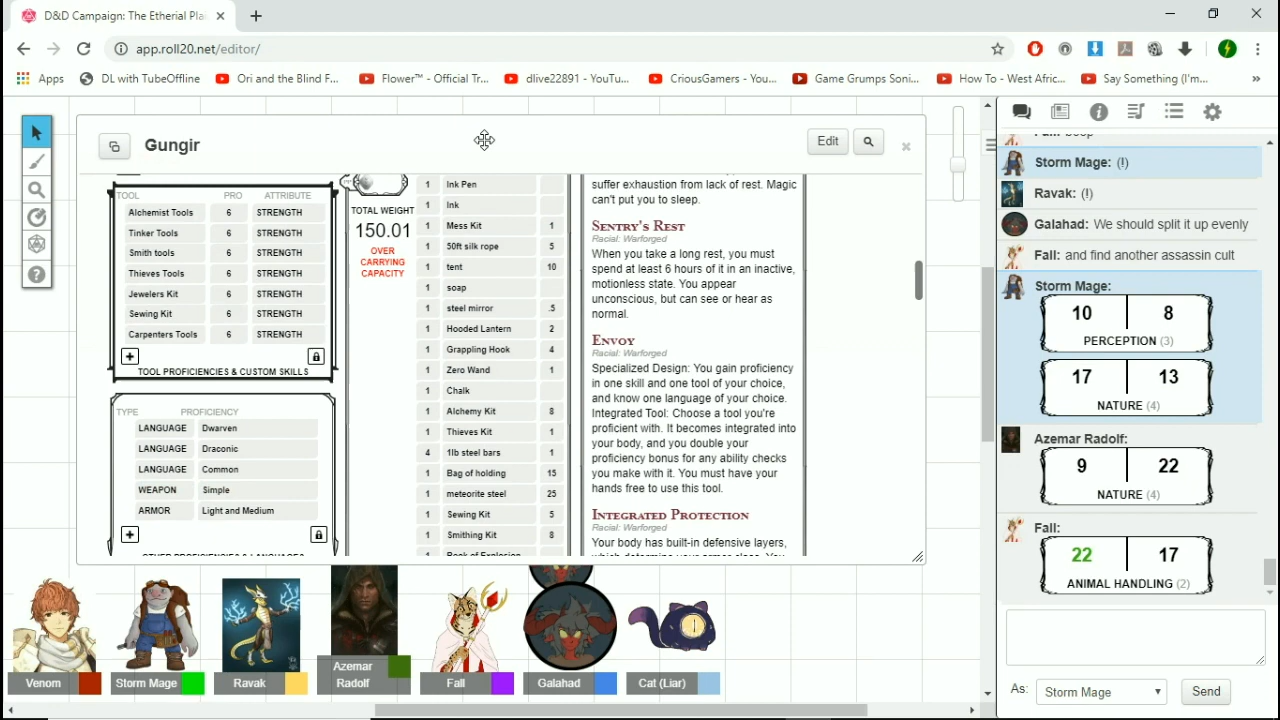 D&D Campaign: The Etherial Pla
app.roll20.net/editor/
Apps
DL with TubeOffline
Ori and the Blind F...
Flower™ - Official Tr...
dlive22891 - YouTu...
CriousGamers - You...
Game Grumps Soni...
How To - West Afric...
Say Something (I'm...
Gungir
Edit
TOOL PRO ATTRIBUTE
Alchemist Tools 6 STRENGTH
Tinker Tools 6 STRENGTH
Smith tools 6 STRENGTH
Thieves Tools 6 STRENGTH
Jewelers Kit 6 STRENGTH
Sewing Kit 6 STRENGTH
Carpenters Tools 6 STRENGTH
TOOL PROFICIENCIES & CUSTOM SKILLS
TYPE PROFICIENCY
LANGUAGE Dwarven
LANGUAGE Draconic
LANGUAGE Common
WEAPON Simple
ARMOR Light and Medium
OTHER PROFICIENCIES & LANGUAGES
TOTAL WEIGHT
150.01
OVER
CARRYING
CAPACITY
1 Ink Pen
1 Ink
1 Mess Kit 1
1 50ft silk rope 5
1 tent 10
1 soap
1 steel mirror .5
1 Hooded Lantern 2
1 Grappling Hook 4
1 Zero Wand 1
1 Chalk
1 Alchemy Kit 8
1 Thieves Kit 1
4 1lb steel bars 1
1 Bag of holding 15
1 meteorite steel 25
1 Sewing Kit 5
1 Smithing Kit 8
1 Book of Explosion
suffer exhaustion from lack of rest. Magic
can't put you to sleep.
SENTRY'S REST
Racial: Warforged
When you take a long rest, you must
spend at least 6 hours of it in an inactive,
motionless state. You appear
unconscious, but can see or hear as
normal.
ENVOY
Racial: Warforged
Specialized Design: You gain proficiency
in one skill and one tool of your choice,
and know one language of your choice.
Integrated Tool: Choose a tool you're
proficient with. It becomes integrated into
your body, and you double your
proficiency bonus for any ability checks
you make with it. You must have your
hands free to use this tool.
INTEGRATED PROTECTION
Racial: Warforged
Your body has built-in defensive layers,
which determine your armor class. You
Fall: beep
Storm Mage: (!)
Ravak: (!)
Galahad: We should split it up evenly
Fall: and find another assassin cult
Storm Mage:
10 8
PERCEPTION (3)
17 13
NATURE (4)
Azemar Radolf:
9 22
NATURE (4)
Fall:
22 17
ANIMAL HANDLING (2)
As: Storm Mage Send
Venom
Storm Mage
Ravak
Azemar
Radolf
Fall
Galahad
Cat (Liar)